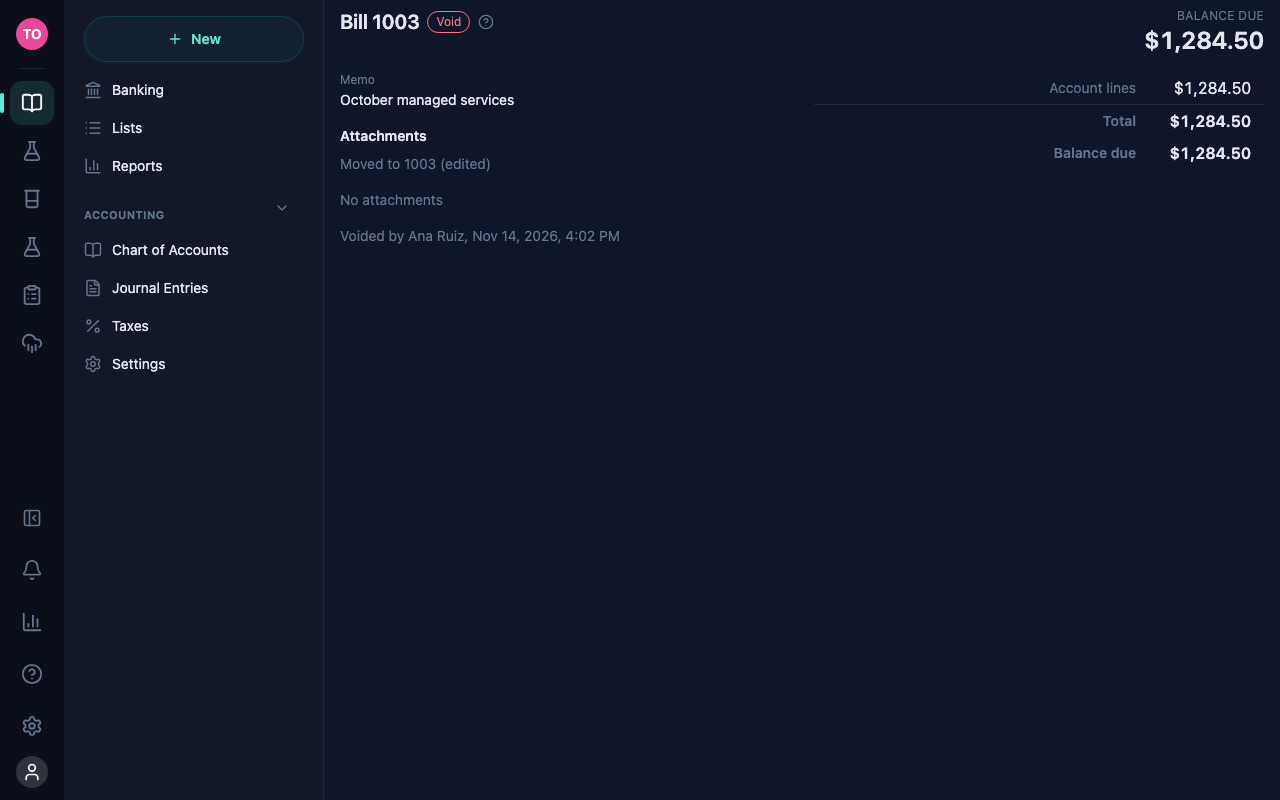 TO
New
Banking
Lists
Reports
ACCOUNTING
Chart of Accounts
Journal Entries
Taxes
Settings
Bill 1003 Void
BALANCE DUE
$1,284.50
Memo
October managed services
Attachments
Moved to 1003 (edited)
No attachments
Voided by Ana Ruiz, Nov 14, 2026, 4:02 PM
Account lines $1,284.50
Total $1,284.50
Balance due $1,284.50